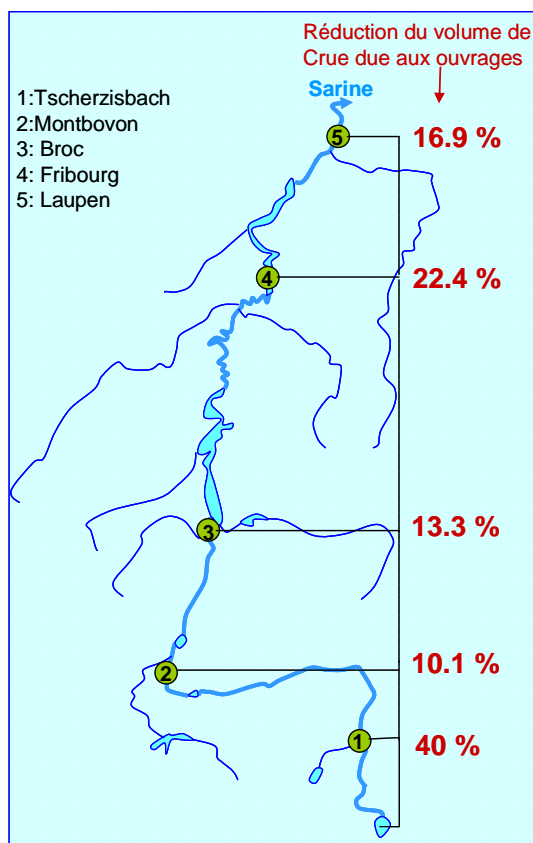 Réduction du volume de
Crue due aux ouvrages
Sarine
1:Tscherzisbach
2:Montbovon
3: Broc
4: Fribourg
5: Laupen
5
16.9 %
4
22.4 %
3
13.3 %
2
10.1 %
1
40 %